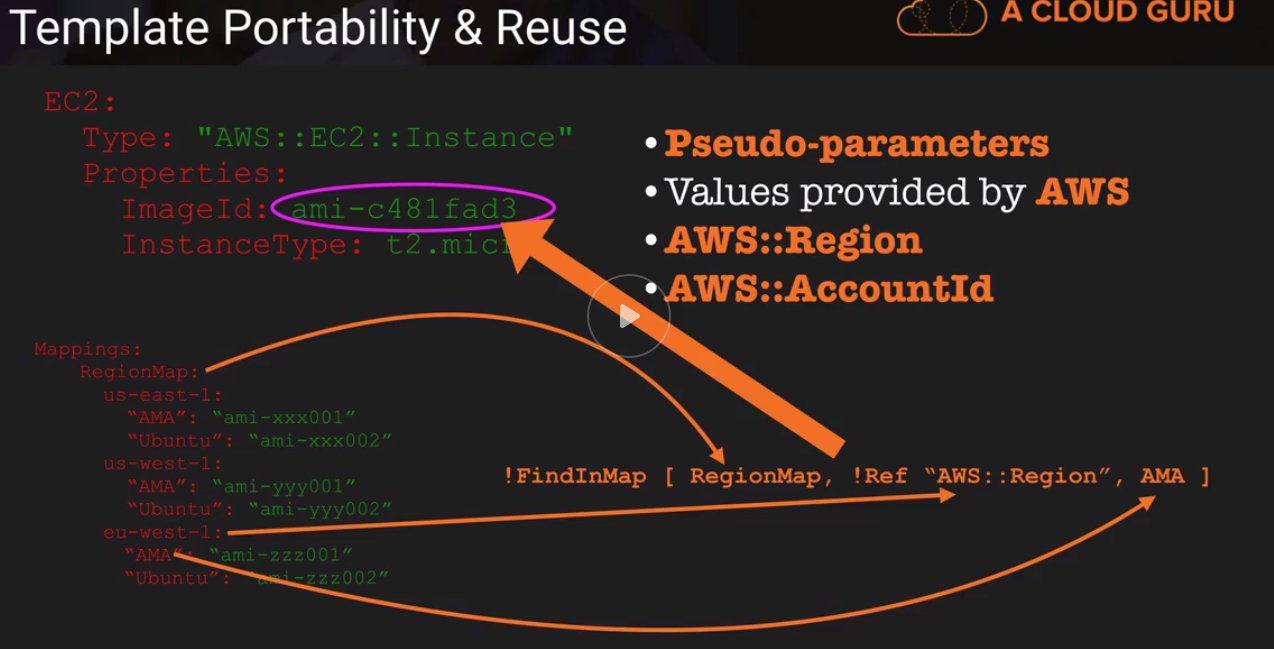 Template Portability & Reuse
A CLOUD GURU
EC2:
Type: "AWS::EC2::Instance"
Properties:
ImageId: ami-c481fad3
InstanceType: t2.mic
• Pseudo-parameters
• Values provided by AWS
• AWS::Region
• AWS::AccountId
Mappings:
RegionMap:
us-east-1:
“AMA”: “ami-xxx001”
“Ubuntu”: “ami-xxx002”
us-west-1:
“AMA”: “ami-yyy001”
“Ubuntu”: “ami-yyy002”
eu-west-1:
“AMA”: “ami-zzz001”
“Ubuntu”: “ami-zzz002”
!FindInMap [ RegionMap, !Ref “AWS::Region”, AMA ]